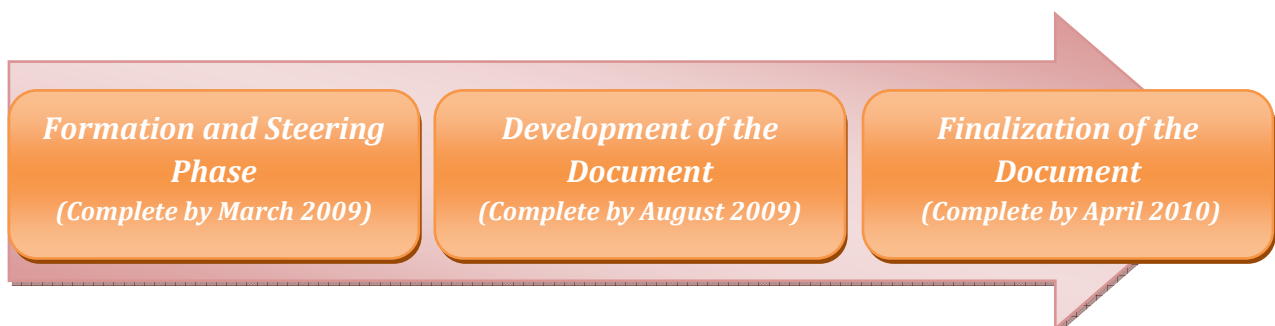 Formation and Steering
Phase
(Complete by March 2009)
Development of the
Document
(Complete by August 2009)
Finalization of the
Document
(Complete by April 2010)